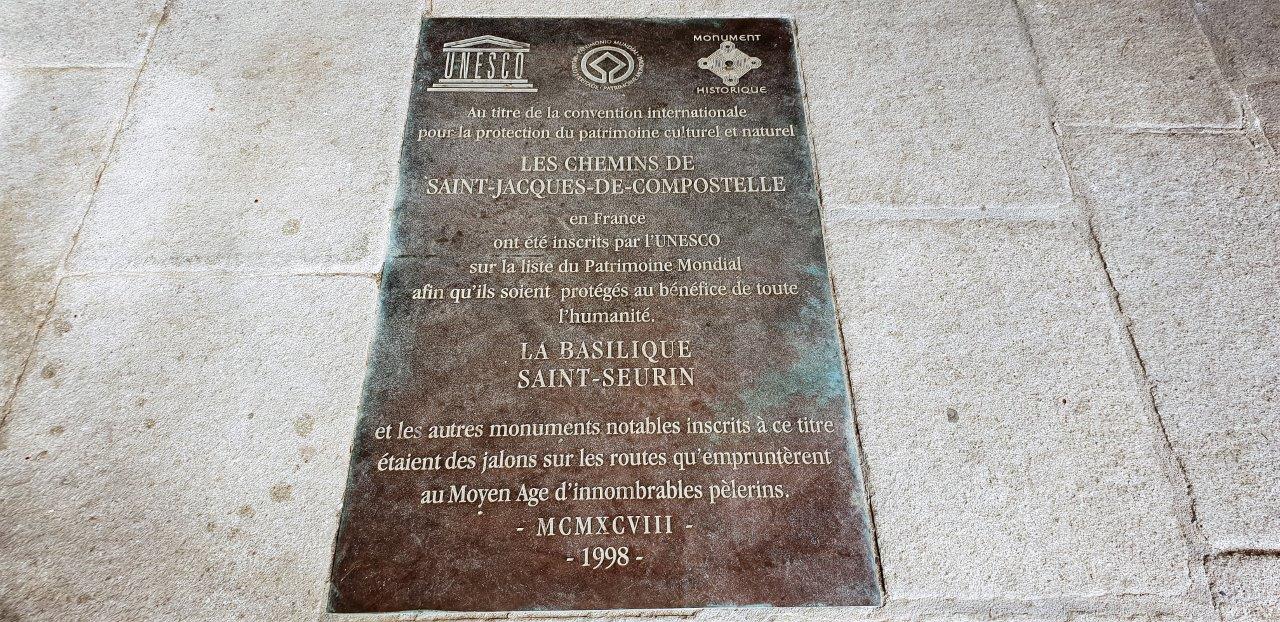 UNESCO
PATRIMONIO MUNDIAL
PATRIMOINE
MONUMENT
HISTORIQUE
Au titre de la convention internationale
pour la protection du patrimoine culturel et naturel
LES CHEMINS DE
SAINT-JACQUES-DE-COMPOSTELLE
en France
ont été inscrits par l'UNESCO
sur la liste du Patrimoine Mondial
afin qu'ils soient protégés au bénéfice de toute
l'humanité.
LA BASILIQUE
SAINT-SEURIN
et les autres monuments notables inscrits à ce titre
étaient des jalons sur les routes qu'empruntèrent
au Moyen Age d'innombrables pèlerins.
- MCMXCVIII -
- 1998 -